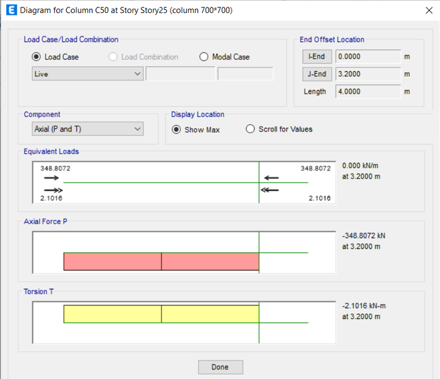 E Diagram for Column C50 at Story Story25 (column 700*700)
Load Case/Load Combination
Load Case Load Combination Modal Case
Live
End Offset Location
I-End 0.0000 m
J-End 3.2000 m
Length 4.0000 m
Component
Axial (P and T)
Display Location
Show Max Scroll for Values
Equivalent Loads
348.8072 348.8072
2.1016 2.1016
0.000 kN/m
at 3.2000 m
Axial Force P
-348.8072 kN
at 3.2000 m
Torsion T
-2.1016 kN-m
at 3.2000 m
Done